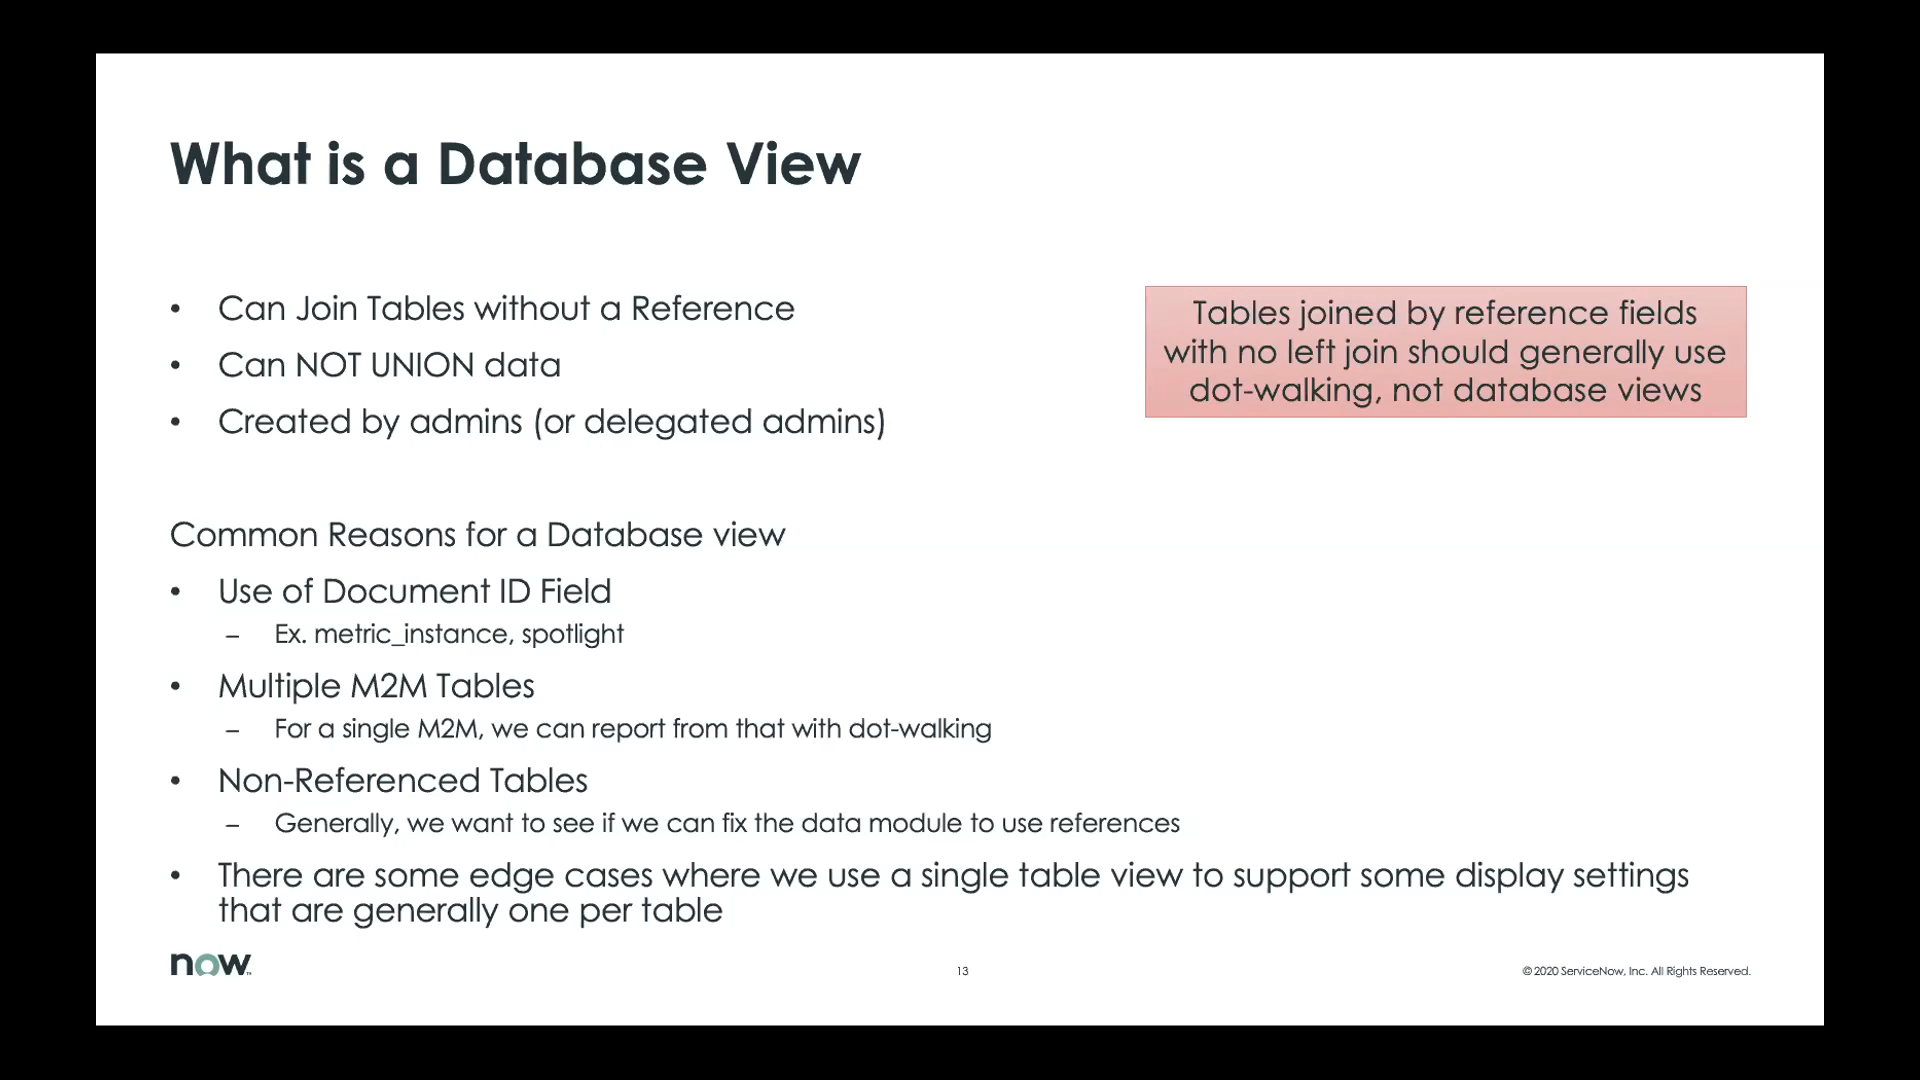 What is a Database View
• Can Join Tables without a Reference
• Can NOT UNION data
• Created by admins (or delegated admins)
Tables joined by reference fields
with no left join should generally use
dot-walking, not database views
Common Reasons for a Database view
• Use of Document ID Field
– Ex. metric_instance, spotlight
• Multiple M2M Tables
– For a single M2M, we can report from that with dot-walking
• Non-Referenced Tables
– Generally, we want to see if we can fix the data module to use references
• There are some edge cases where we use a single table view to support some display settings
that are generally one per table
now
13
© 2020 ServiceNow, Inc. All Rights Reserved.